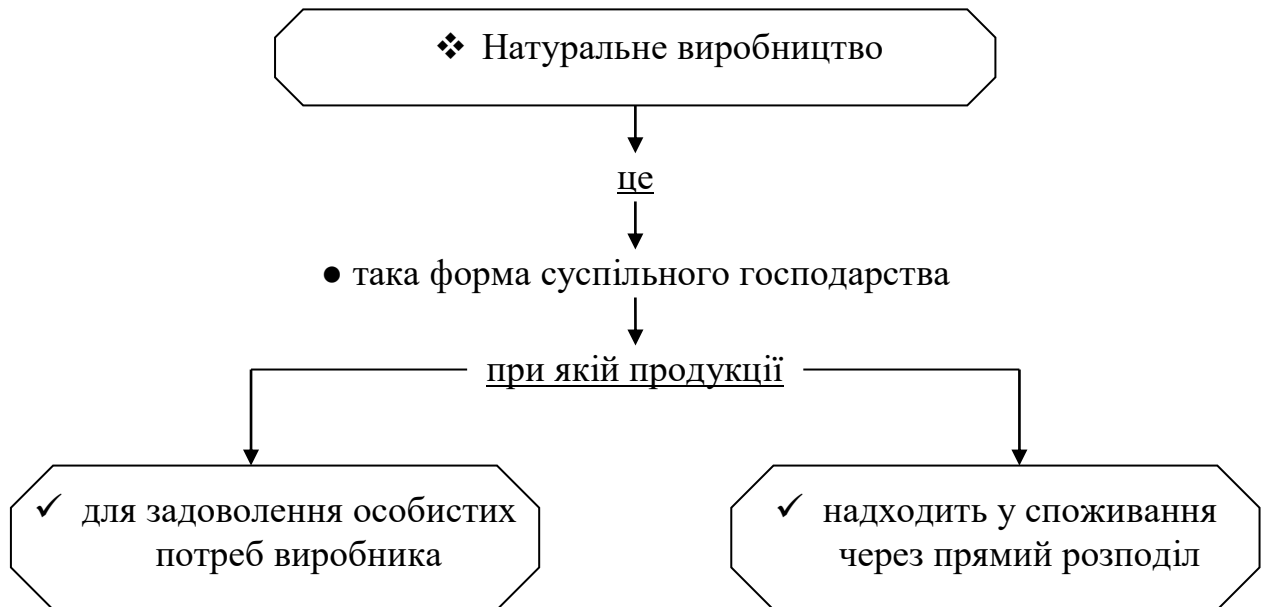 ❖ Натуральне виробництво
це
● така форма суспільного господарства
при якій продукції
✓ для задоволення особистих
потреб виробника
✓ надходить у споживання
через прямий розподіл